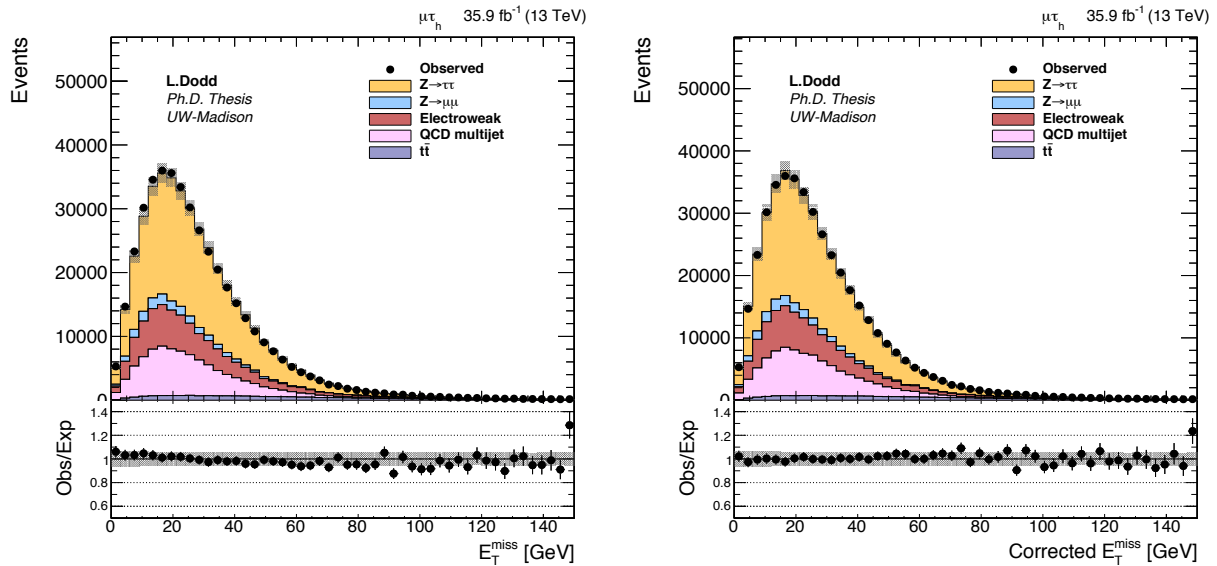 μτh 35.9 fb-1 (13 TeV)
Events
50000
40000
30000
20000
10000
0
L.Dodd
Ph.D. Thesis
UW-Madison
Observed
Z→ττ
Z→μμ
Electroweak
QCD multijet
tt̄
Obs/Exp
1.4
1.2
1
0.8
0.6
0 20 40 60 80 100 120 140
E_T^miss [GeV]
μτh 35.9 fb-1 (13 TeV)
Events
50000
40000
30000
20000
10000
0
L.Dodd
Ph.D. Thesis
UW-Madison
Observed
Z→ττ
Z→μμ
Electroweak
QCD multijet
tt̄
Obs/Exp
1.4
1.2
1
0.8
0.6
0 20 40 60 80 100 120 140
Corrected E_T^miss [GeV]